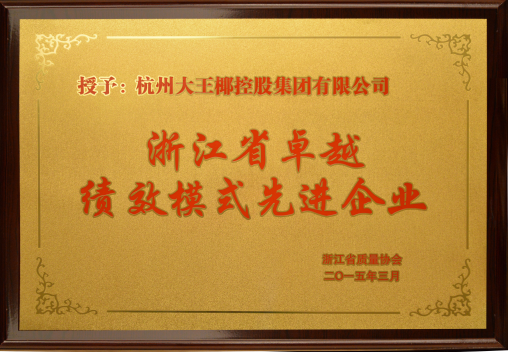 授予：杭州大王椰控股集团有限公司
浙江省卓越
绩效模式先进企业
浙江省质量协会
二〇一五年三月